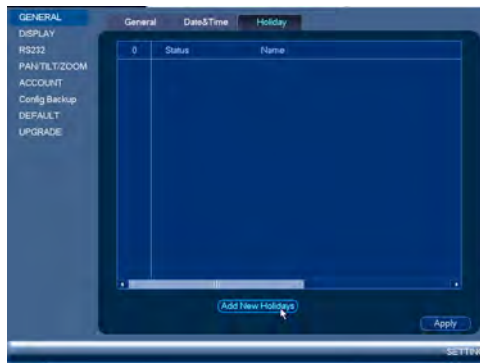 GENERAL
DISPLAY
RS232
PAN/TILT/ZOOM
ACCOUNT
Config Backup
DEFAULT
UPGRADE
General Date&Time Holiday
0 Status Name
Add New Holidays
Apply
SETTIN